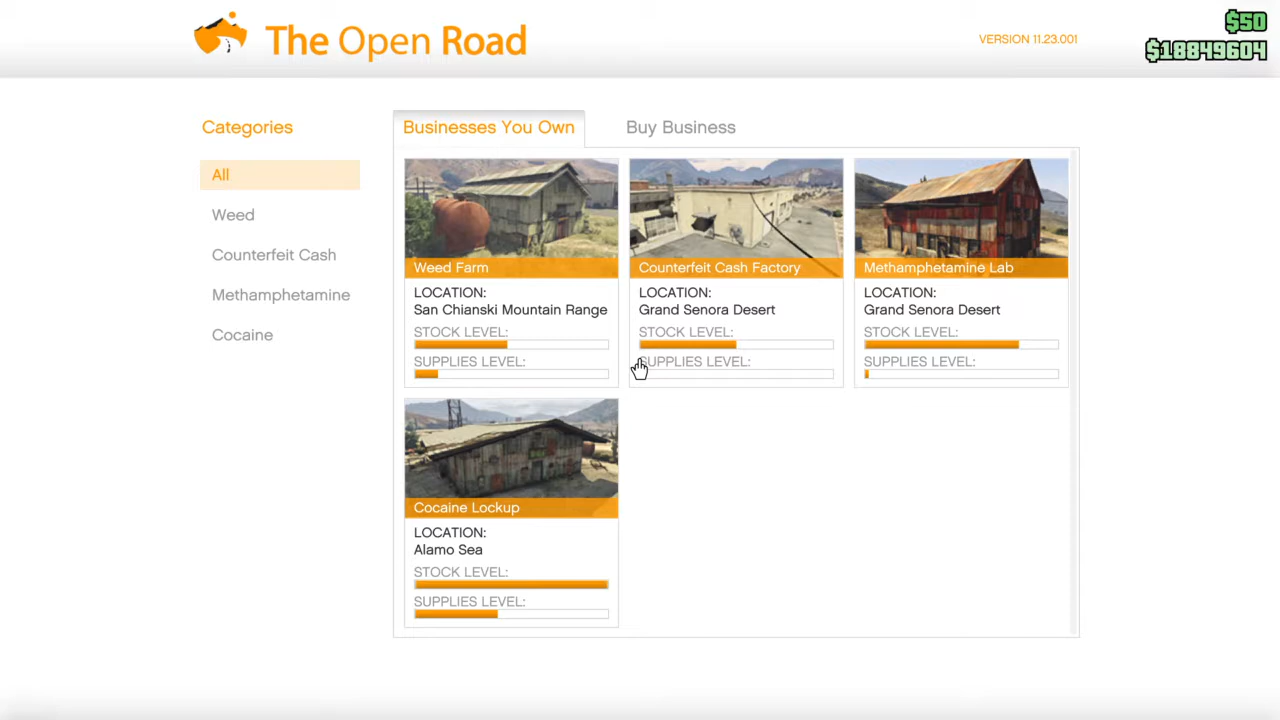 The Open Road
VERSION 11.23.001
$50
$18849604
Categories
Businesses You Own
Buy Business
All
Weed
Counterfeit Cash
Methamphetamine
Cocaine
Weed Farm
LOCATION:
San Chianski Mountain Range
STOCK LEVEL:
SUPPLIES LEVEL:
Counterfeit Cash Factory
LOCATION:
Grand Senora Desert
STOCK LEVEL:
SUPPLIES LEVEL:
Methamphetamine Lab
LOCATION:
Grand Senora Desert
STOCK LEVEL:
SUPPLIES LEVEL:
Cocaine Lockup
LOCATION:
Alamo Sea
STOCK LEVEL:
SUPPLIES LEVEL: